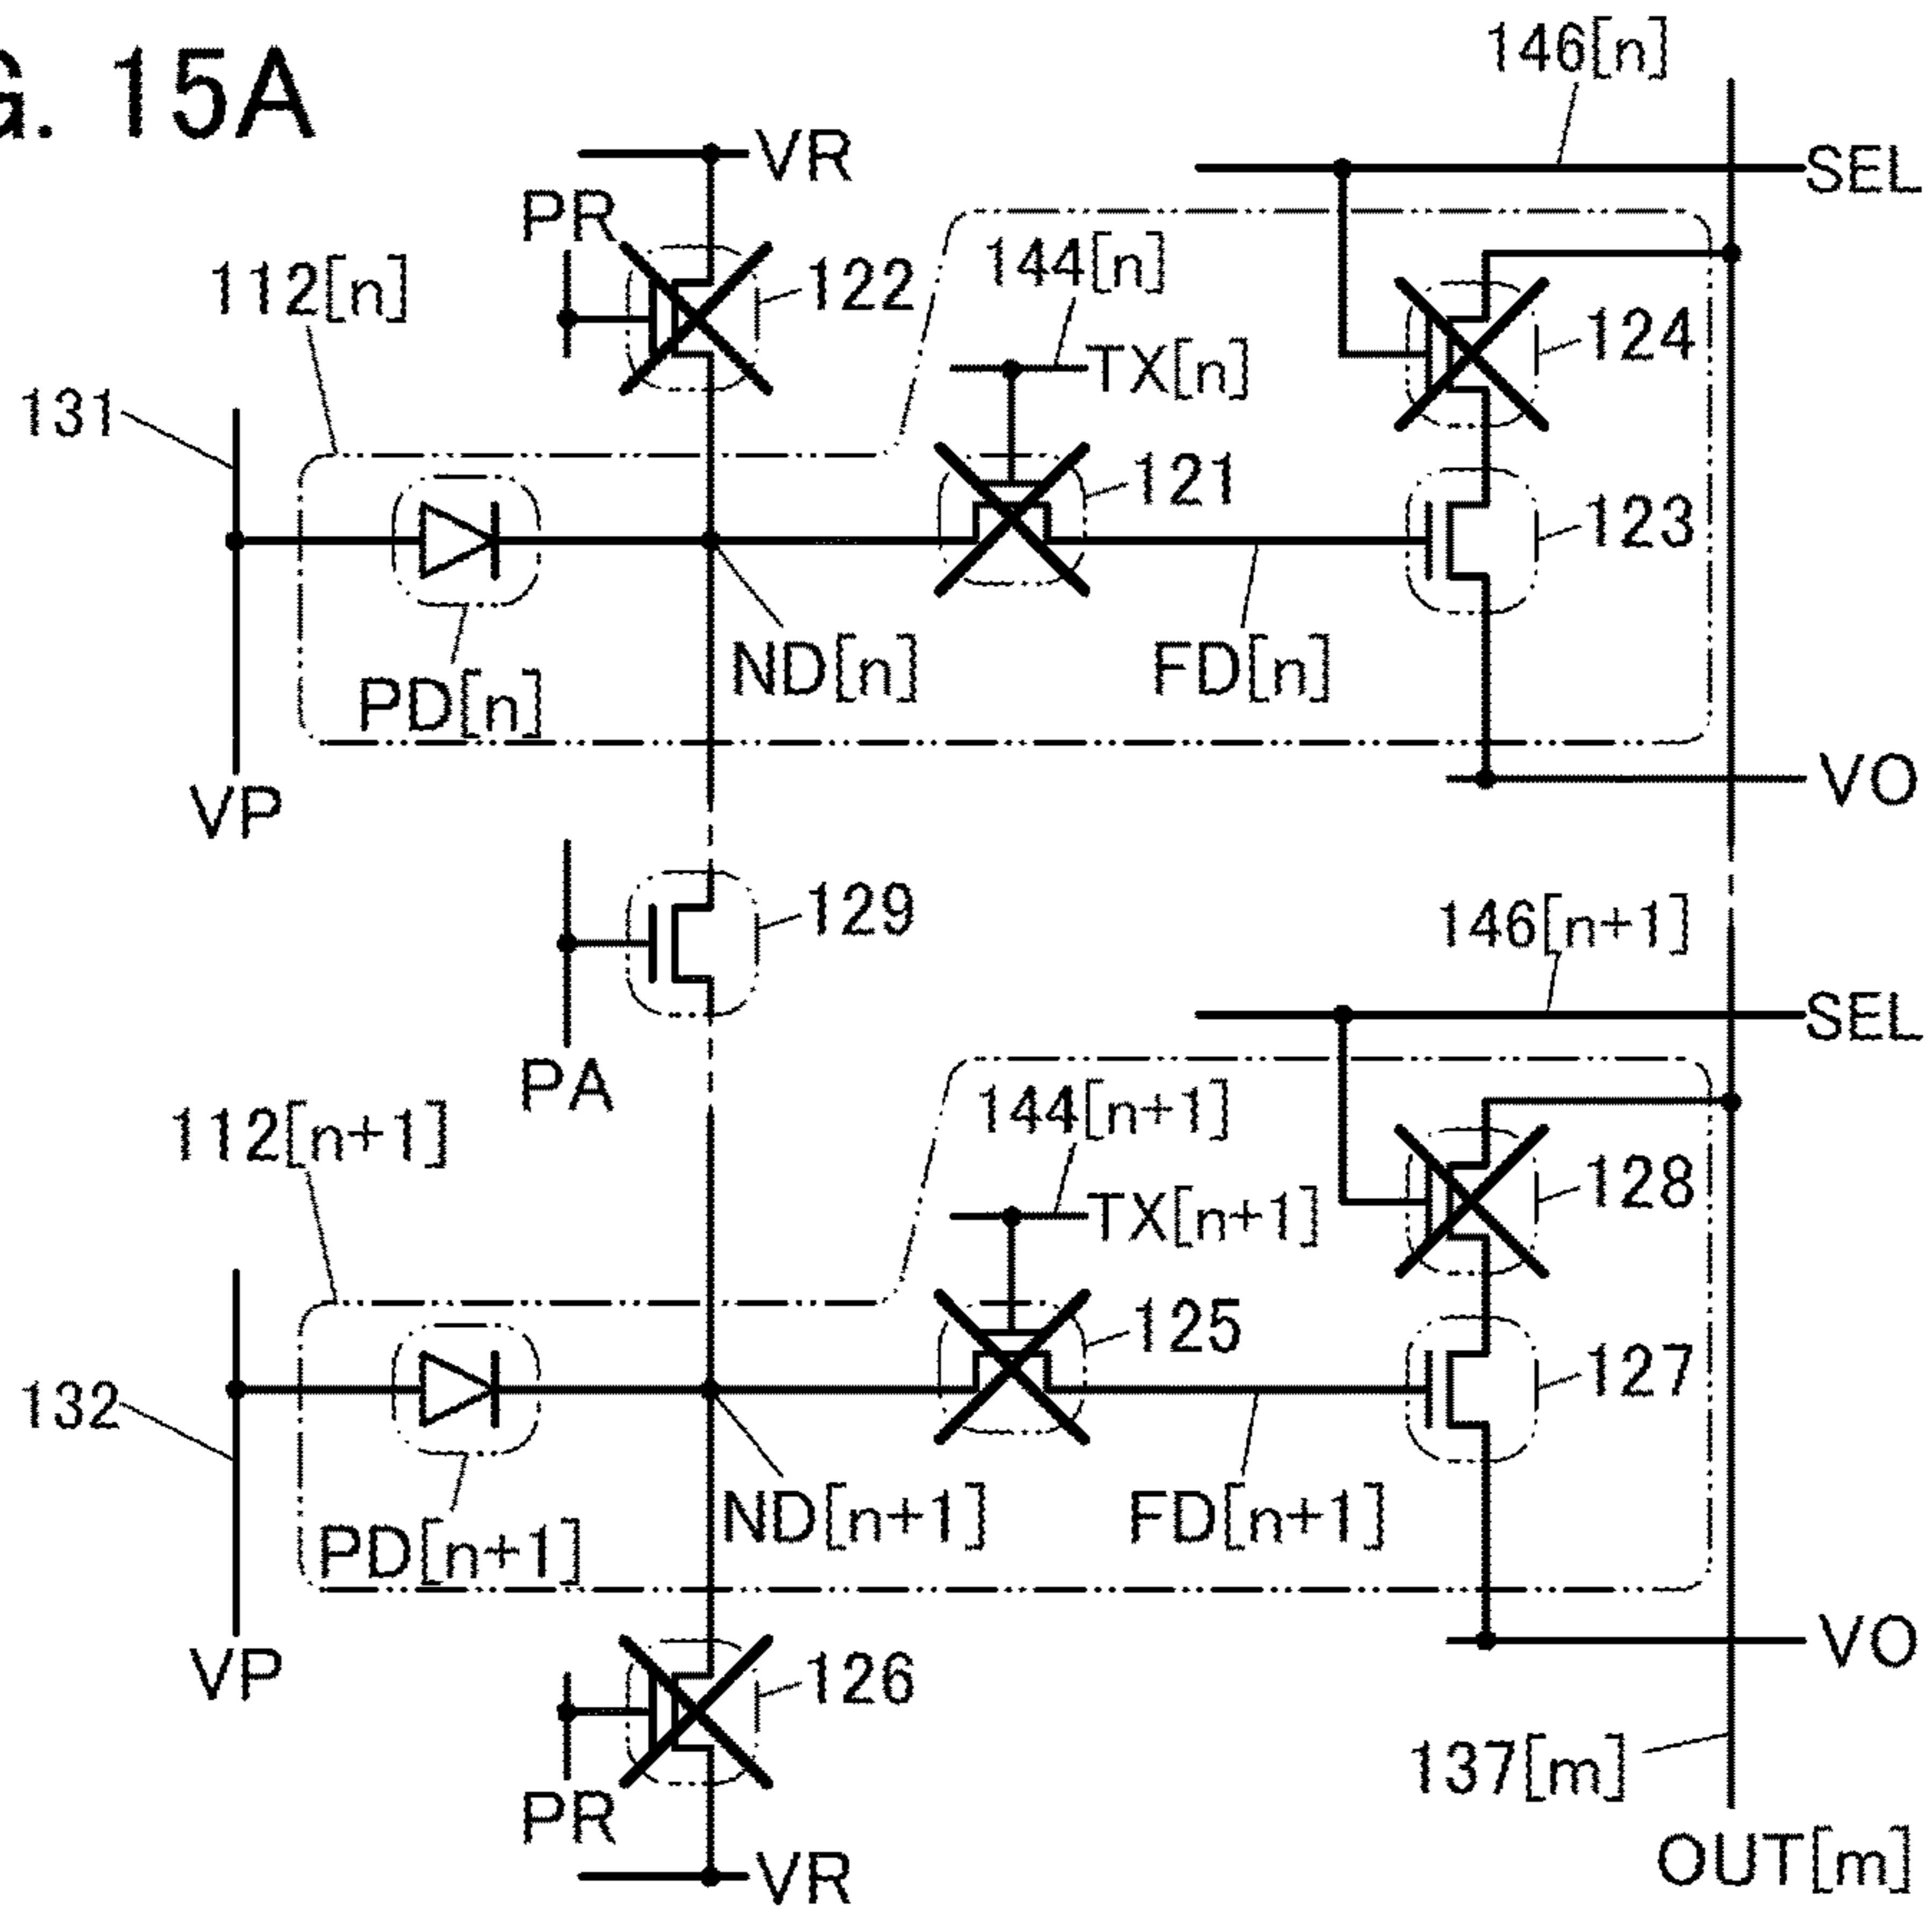 G. 15A
146[n]
VR
SEL
PR
112[n]
122
144[n]
124
TX[n]
131
121
123
ND[n]
FD[n]
PD[n]
VP
VO
129
146[n+1]
SEL
PA
112[n+1]
144[n+1]
128
TX[n+1]
125
127
132
ND[n+1]
FD[n+1]
PD[n+1]
VP
VO
126
PR
137[m]
VR
OUT[m]